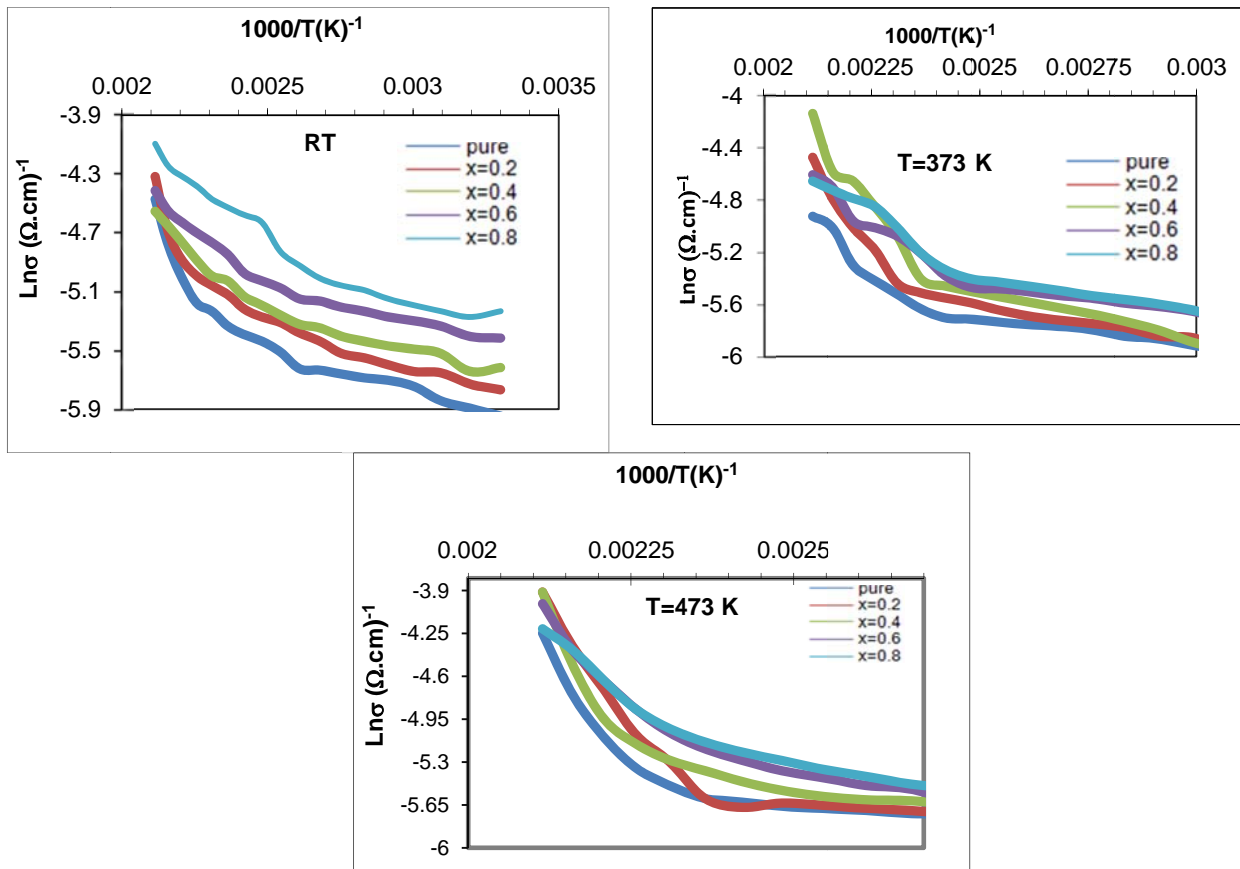 1000/T(K)-1
0.002 0.0025 0.003 0.0035
-3.9
-4.3
-4.7
-5.1
-5.5
-5.9
Lnσ (Ω.cm)-1
RT
pure
x=0.2
x=0.4
x=0.6
x=0.8
1000/T(K)-1
0.002 0.00225 0.0025 0.00275 0.003
-4
-4.4
-4.8
-5.2
-5.6
-6
Lnσ (Ω.cm)-1
T=373 K
pure
x=0.2
x=0.4
x=0.6
x=0.8
1000/T(K)-1
0.002 0.00225 0.0025
-3.9
-4.25
-4.6
-4.95
-5.3
-5.65
-6
Lnσ (Ω.cm)-1
T=473 K
pure
x=0.2
x=0.4
x=0.6
x=0.8